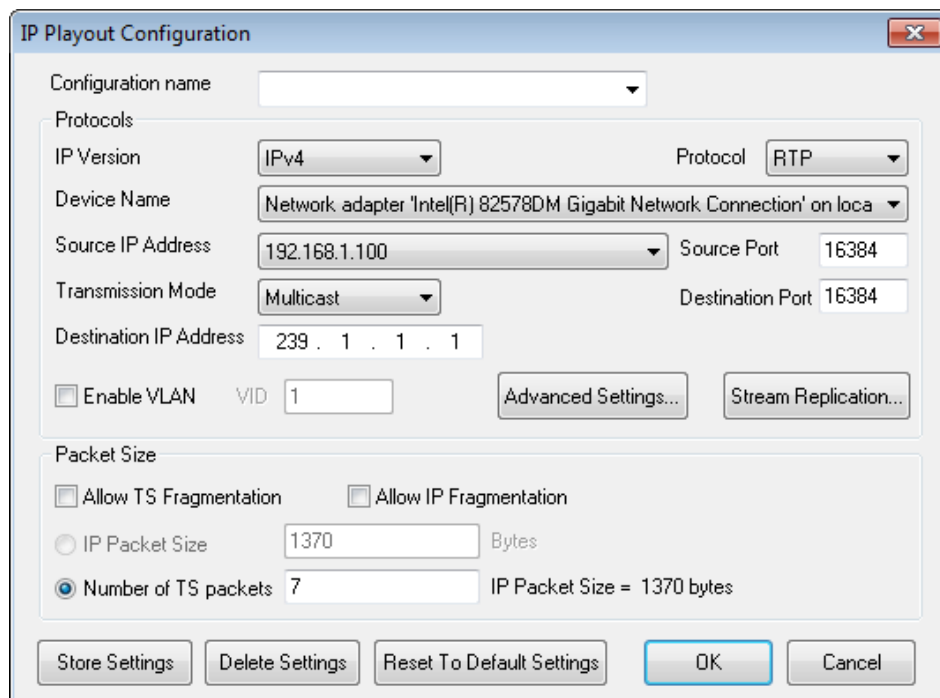 IP Playout Configuration
Configuration name
Protocols
IP Version IPv4 Protocol RTP
Device Name Network adapter 'Intel(R) 82578DM Gigabit Network Connection' on loca
Source IP Address 192.168.1.100 Source Port 16384
Transmission Mode Multicast Destination Port 16384
Destination IP Address 239 . 1 . 1 . 1
Enable VLAN VID 1 Advanced Settings... Stream Replication...
Packet Size
Allow TS Fragmentation Allow IP Fragmentation
IP Packet Size 1370 Bytes
Number of TS packets 7 IP Packet Size = 1370 bytes
Store Settings Delete Settings Reset To Default Settings OK Cancel